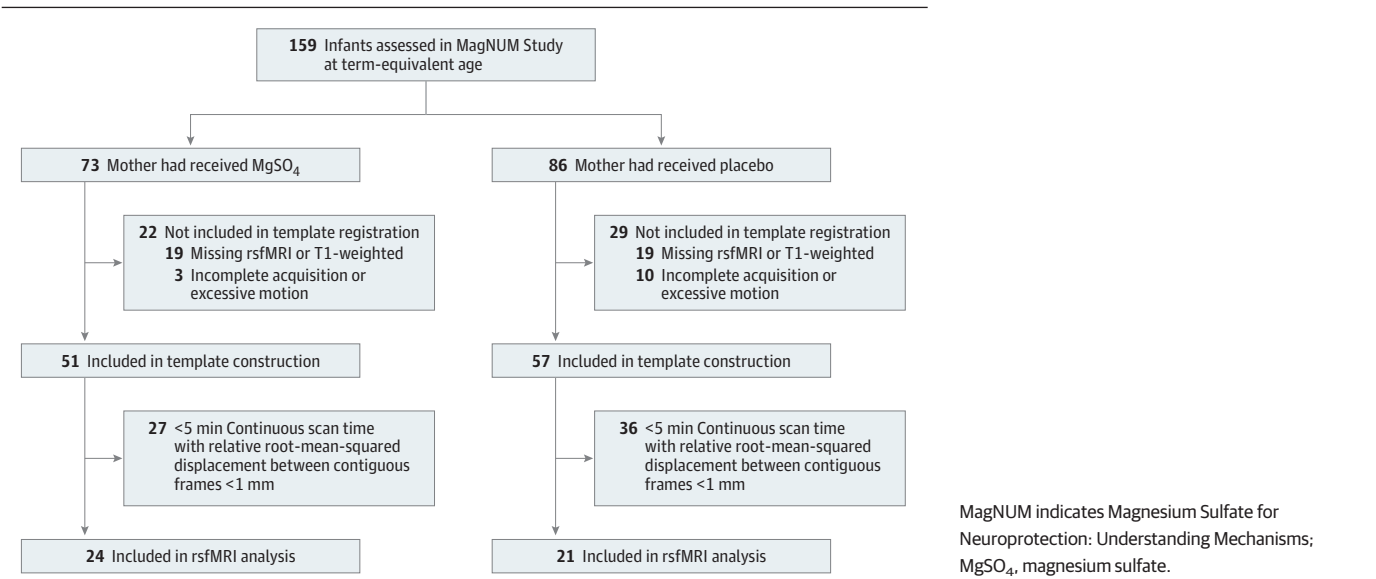 159 Infants assessed in MagNUM Study
at term-equivalent age
73 Mother had received MgSO4
86 Mother had received placebo
22 Not included in template registration
19 Missing rsfMRI or T1-weighted
3 Incomplete acquisition or
excessive motion
29 Not included in template registration
19 Missing rsfMRI or T1-weighted
10 Incomplete acquisition or
excessive motion
51 Included in template construction
57 Included in template construction
27 <5 min Continuous scan time
with relative root-mean-squared
displacement between contiguous
frames <1 mm
36 <5 min Continuous scan time
with relative root-mean-squared
displacement between contiguous
frames <1 mm
24 Included in rsfMRI analysis
21 Included in rsfMRI analysis
MagNUM indicates Magnesium Sulfate for
Neuroprotection: Understanding Mechanisms;
MgSO4, magnesium sulfate.